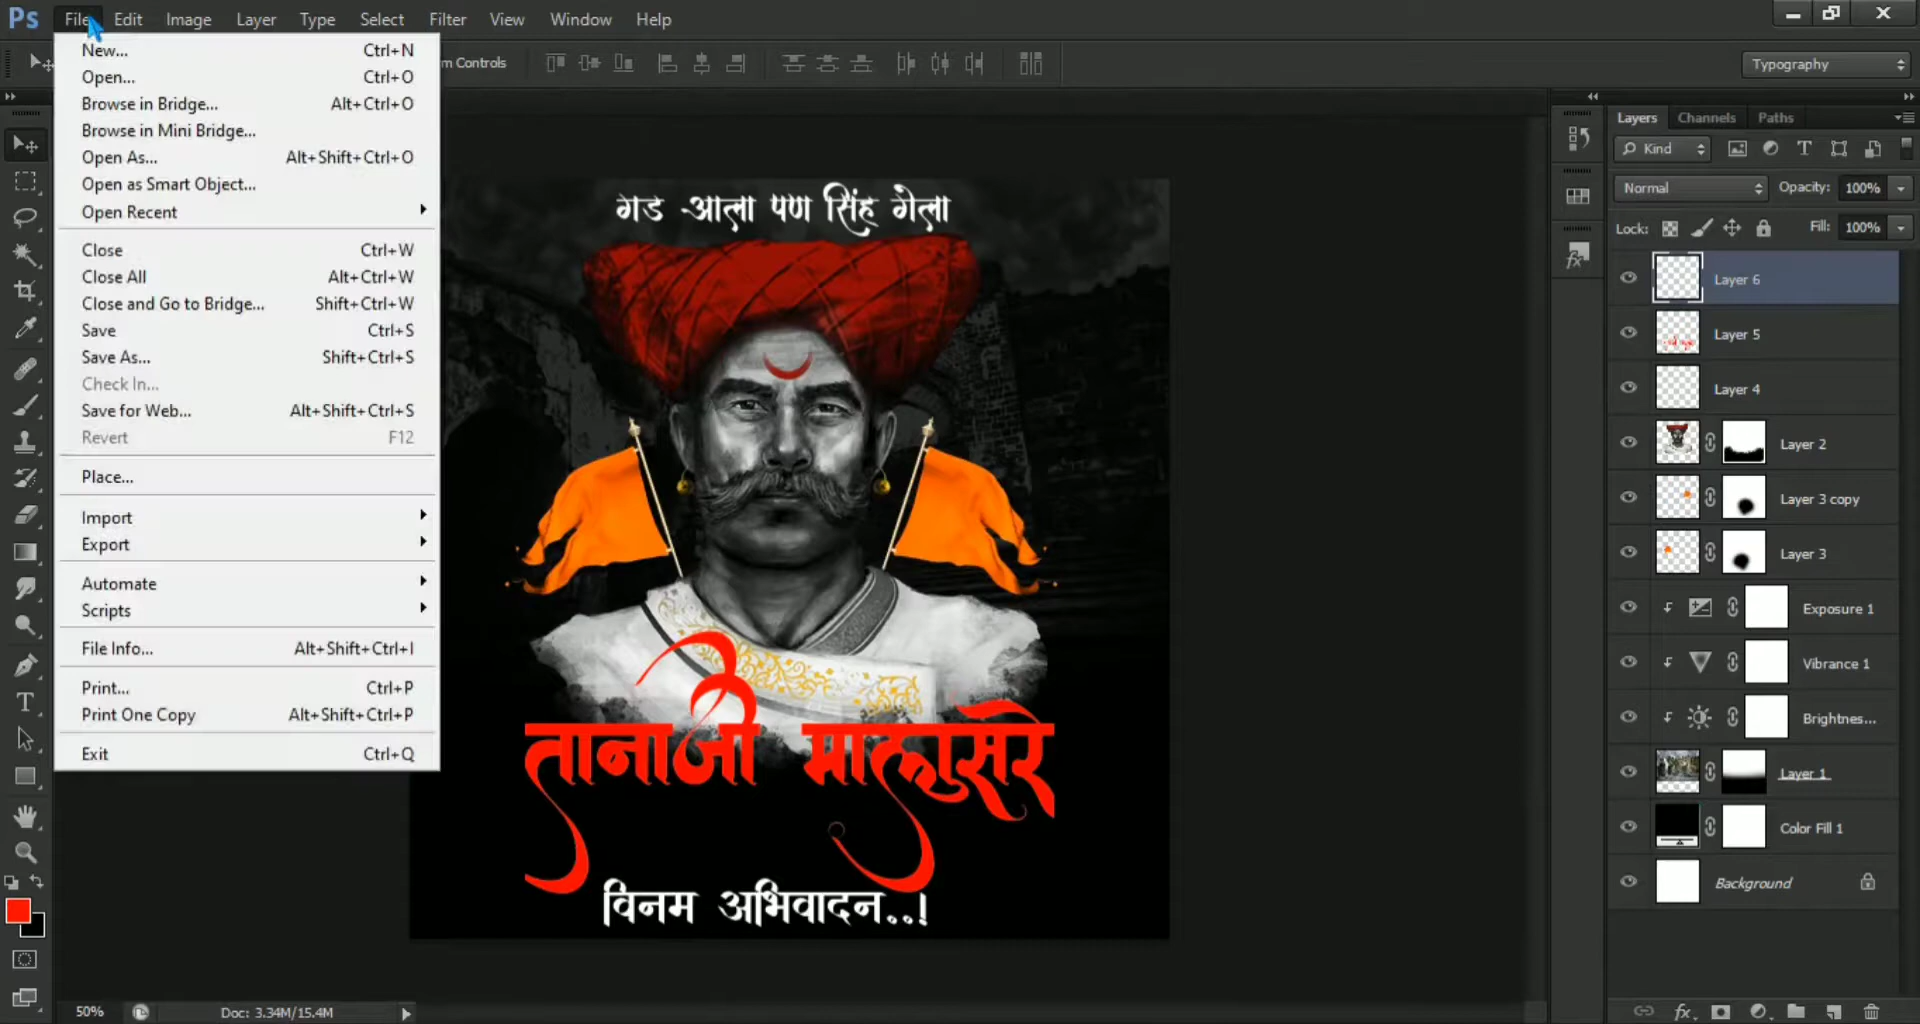 Ps File Edit Image Layer Type Select Filter View Window Help
m Controls
Typography
New... Ctrl+N
Open... Ctrl+O
Browse in Bridge... Alt+Ctrl+O
Browse in Mini Bridge...
Open As... Alt+Shift+Ctrl+O
Open as Smart Object...
Open Recent
Close Ctrl+W
Close All Alt+Ctrl+W
Close and Go to Bridge... Shift+Ctrl+W
Save Ctrl+S
Save As... Shift+Ctrl+S
Check In...
Save for Web... Alt+Shift+Ctrl+S
Revert F12
Place...
Import
Export
Automate
Scripts
File Info... Alt+Shift+Ctrl+I
Print... Ctrl+P
Print One Copy Alt+Shift+Ctrl+P
Exit Ctrl+Q
गड आला पण सिंह गेला
तानाजी मालुसरे
विनम्र अभिवादन..!
Layers Channels Paths
Kind
Normal Opacity: 100%
Lock: Fill: 100%
Layer 6
Layer 5
Layer 4
Layer 2
Layer 3 copy
Layer 3
Exposure 1
Vibrance 1
Brightnes...
Layer 1
Color Fill 1
Background
50% Doc: 3.34M/15.4M